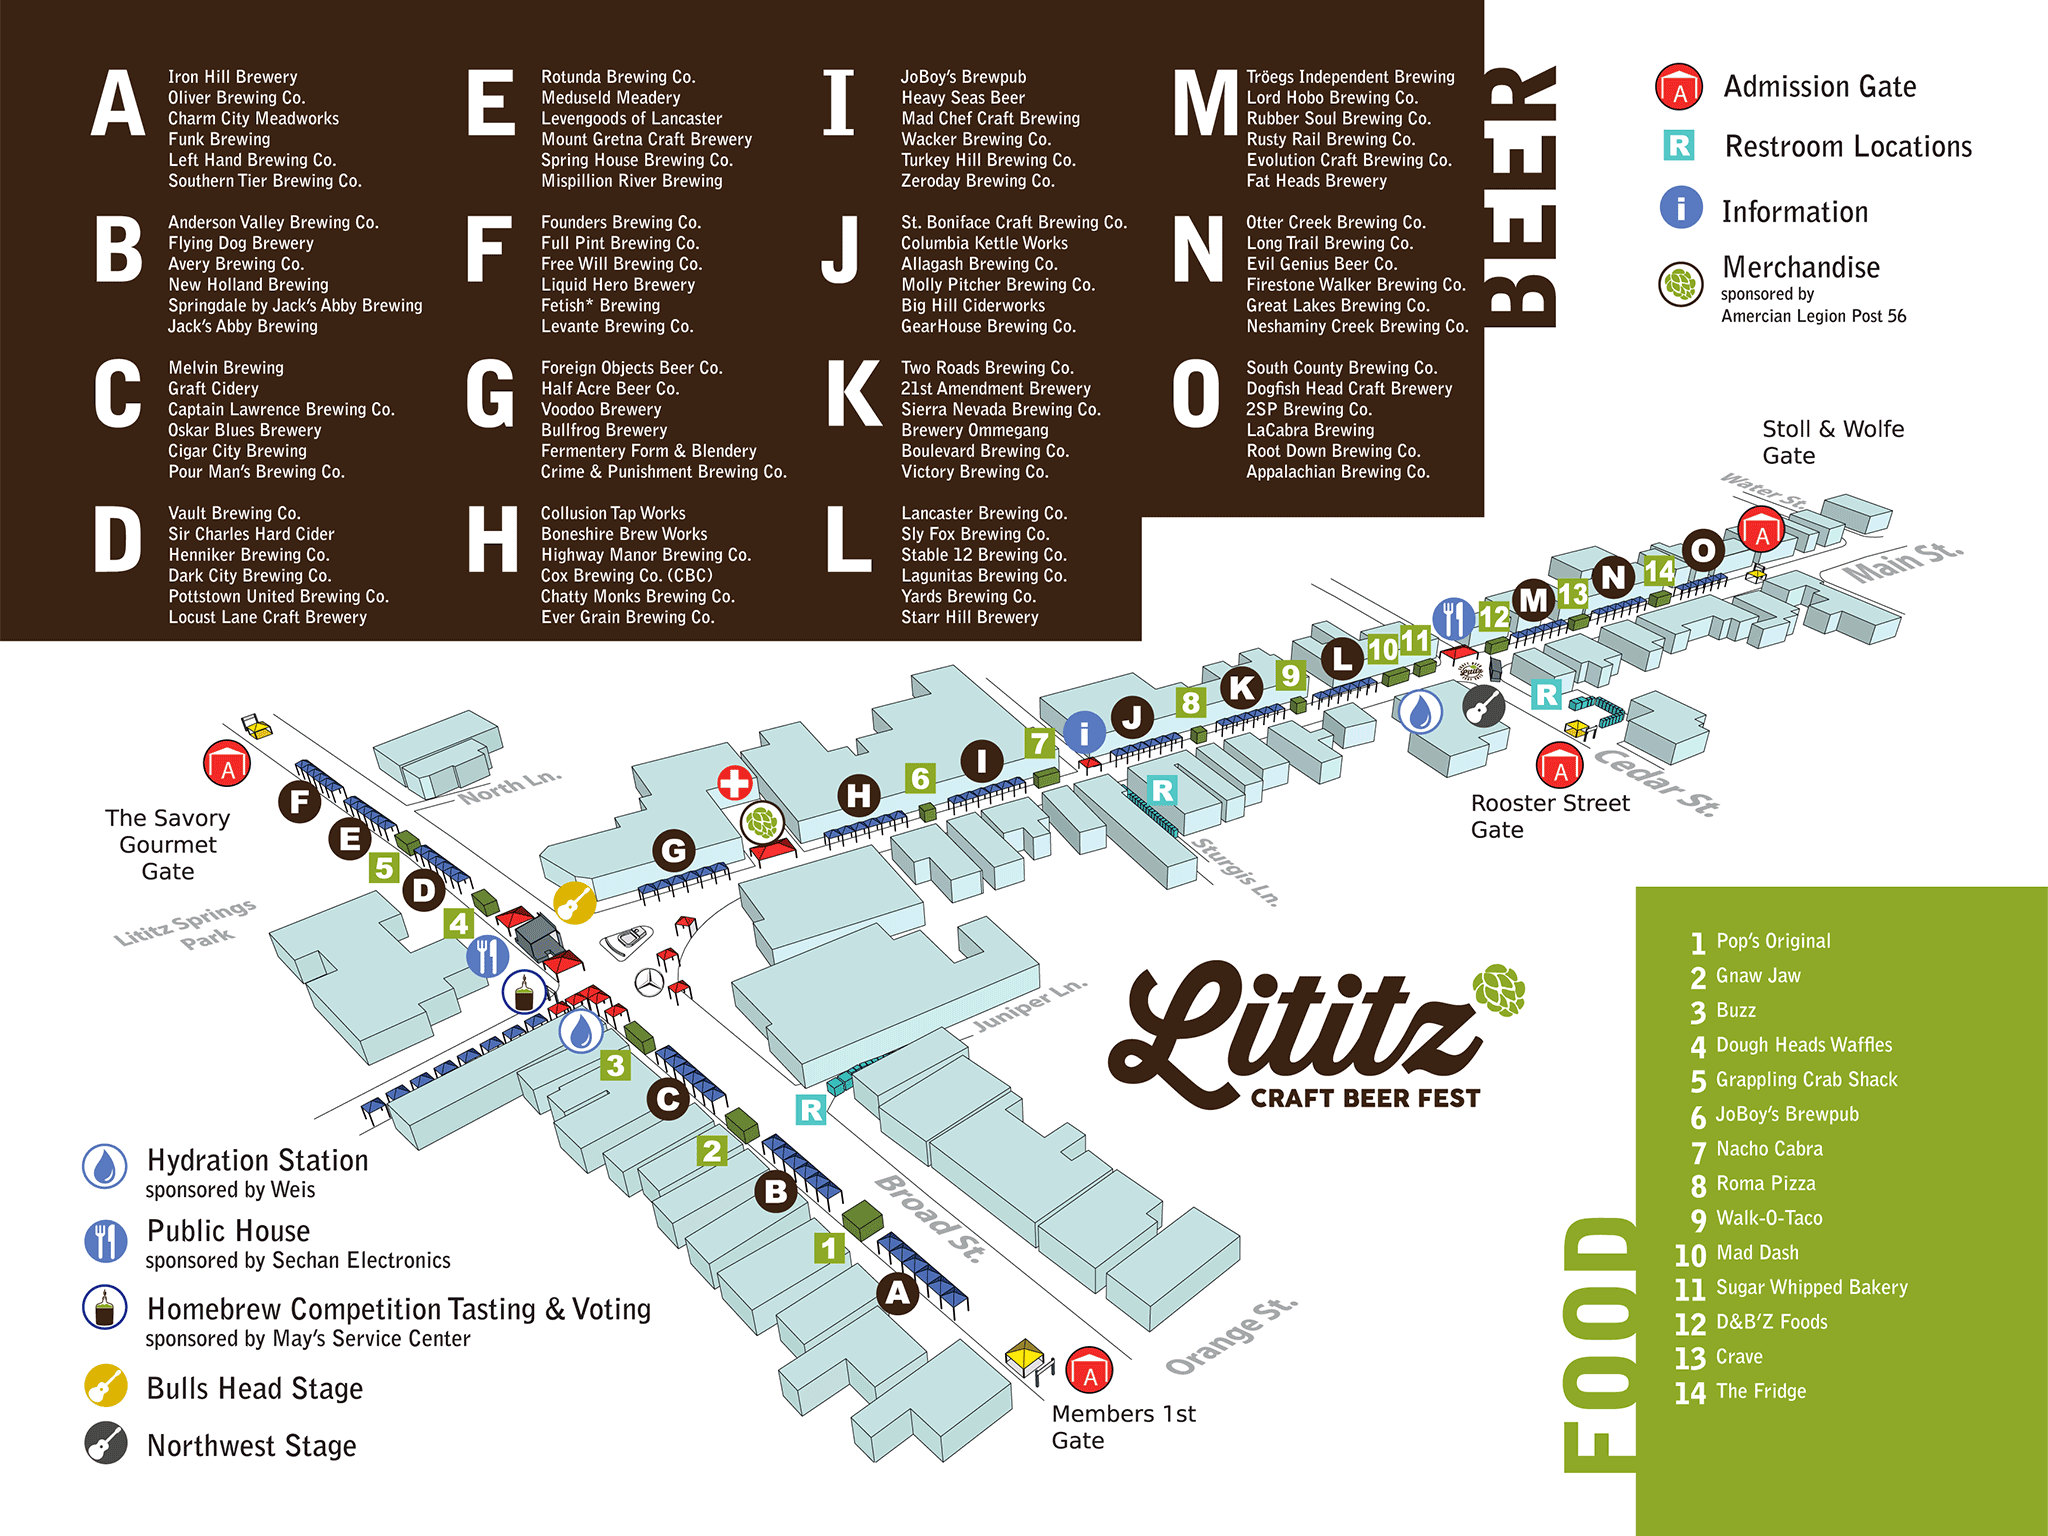 A
Iron Hill Brewery
Oliver Brewing Co.
Charm City Meadworks
Funk Brewing
Left Hand Brewing Co.
Southern Tier Brewing Co.
B
Anderson Valley Brewing Co.
Flying Dog Brewery
Avery Brewing Co.
New Holland Brewing
Springdale by Jack's Abby Brewing
Jack's Abby Brewing
C
Melvin Brewing
Graft Cidery
Captain Lawrence Brewing Co.
Oskar Blues Brewery
Cigar City Brewing
Pour Man's Brewing Co.
D
Vault Brewing Co.
Sir Charles Hard Cider
Henniker Brewing Co.
Dark City Brewing Co.
Pottstown United Brewing Co.
Locust Lane Craft Brewery
E
Rotunda Brewing Co.
Meduseld Meadery
Levengoods of Lancaster
Mount Gretna Craft Brewery
Spring House Brewing Co.
Mispillion River Brewing
F
Founders Brewing Co.
Full Pint Brewing Co.
Free Will Brewing Co.
Liquid Hero Brewery
Fetish* Brewing
Levante Brewing Co.
G
Foreign Objects Beer Co.
Half Acre Beer Co.
Voodoo Brewery
Bullfrog Brewery
Fermentery Form & Blendery
Crime & Punishment Brewing Co.
H
Collusion Tap Works
Boneshire Brew Works
Highway Manor Brewing Co.
Cox Brewing Co. (CBC)
Chatty Monks Brewing Co.
Ever Grain Brewing Co.
I
JoBoy's Brewpub
Heavy Seas Beer
Mad Chef Craft Brewing
Wacker Brewing Co.
Turkey Hill Brewing Co.
Zeroday Brewing Co.
J
St. Boniface Craft Brewing Co.
Columbia Kettle Works
Allagash Brewing Co.
Molly Pitcher Brewing Co.
Big Hill Ciderworks
GearHouse Brewing Co.
K
Two Roads Brewing Co.
21st Amendment Brewery
Sierra Nevada Brewing Co.
Brewery Ommegang
Boulevard Brewing Co.
Victory Brewing Co.
L
Lancaster Brewing Co.
Sly Fox Brewing Co.
Stable 12 Brewing Co.
Lagunitas Brewing Co.
Yards Brewing Co.
Starr Hill Brewery
M
Tröegs Independent Brewing
Lord Hobo Brewing Co.
Rubber Soul Brewing Co.
Rusty Rail Brewing Co.
Evolution Craft Brewing Co.
Fat Heads Brewery
N
Otter Creek Brewing Co.
Long Trail Brewing Co.
Evil Genius Beer Co.
Firestone Walker Brewing Co.
Great Lakes Brewing Co.
Neshaminy Creek Brewing Co.
O
South County Brewing Co.
Dogfish Head Craft Brewery
2SP Brewing Co.
LaCabra Brewing
Root Down Brewing Co.
Appalachian Brewing Co.
BEER
A Admission Gate
R Restroom Locations
i Information
Merchandise
sponsored by
Amercian Legion Post 56
Stoll & Wolfe
Gate
Water St.
A
Main St.
O
14
N
13
M
12
11
10
L
9
K
8
J
i
7
I
6
H
G
R
A
Rooster Street
Gate
Cedar St.
R
Sturgis Ln.
A
The Savory
Gourmet
Gate
North Ln.
F
E
5
D
4
Lititz Springs
Park
Juniper Ln.
3
C
R
2
B
1
A
Broad St.
Orange St.
A
Members 1st
Gate
Lititz
CRAFT BEER FEST
Hydration Station
sponsored by Weis
Public House
sponsored by Sechan Electronics
Homebrew Competition Tasting & Voting
sponsored by May's Service Center
Bulls Head Stage
Northwest Stage
FOOD
1 Pop's Original
2 Gnaw Jaw
3 Buzz
4 Dough Heads Waffles
5 Grappling Crab Shack
6 JoBoy's Brewpub
7 Nacho Cabra
8 Roma Pizza
9 Walk-O-Taco
10 Mad Dash
11 Sugar Whipped Bakery
12 D&B'Z Foods
13 Crave
14 The Fridge